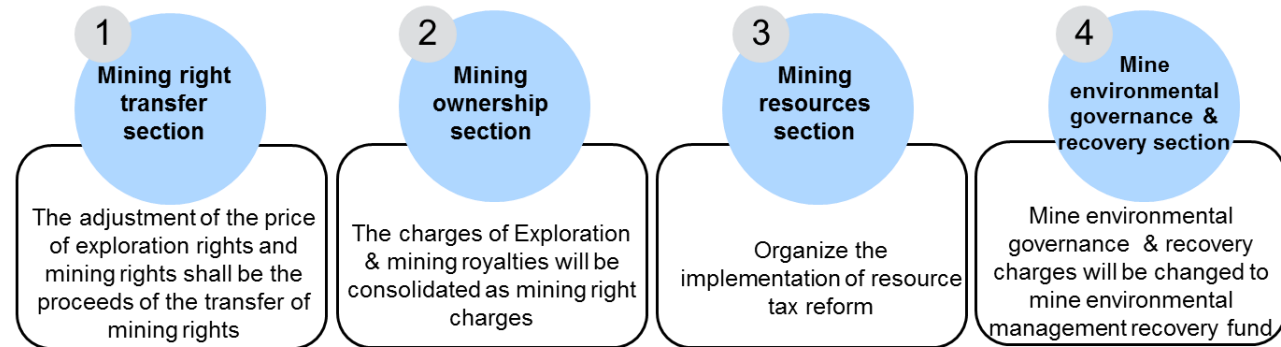 1
Mining right
transfer
section
The adjustment of the price
of exploration rights and
mining rights shall be the
proceeds of the transfer of
mining rights
2
Mining
ownership
section
The charges of Exploration
& mining royalties will be
consolidated as mining right
charges
3
Mining
resources
section
Organize the
implementation of resource
tax reform
4
Mine
environmental
governance &
recovery section
Mine environmental
governance & recovery
charges will be changed to
mine environmental
management recovery fund